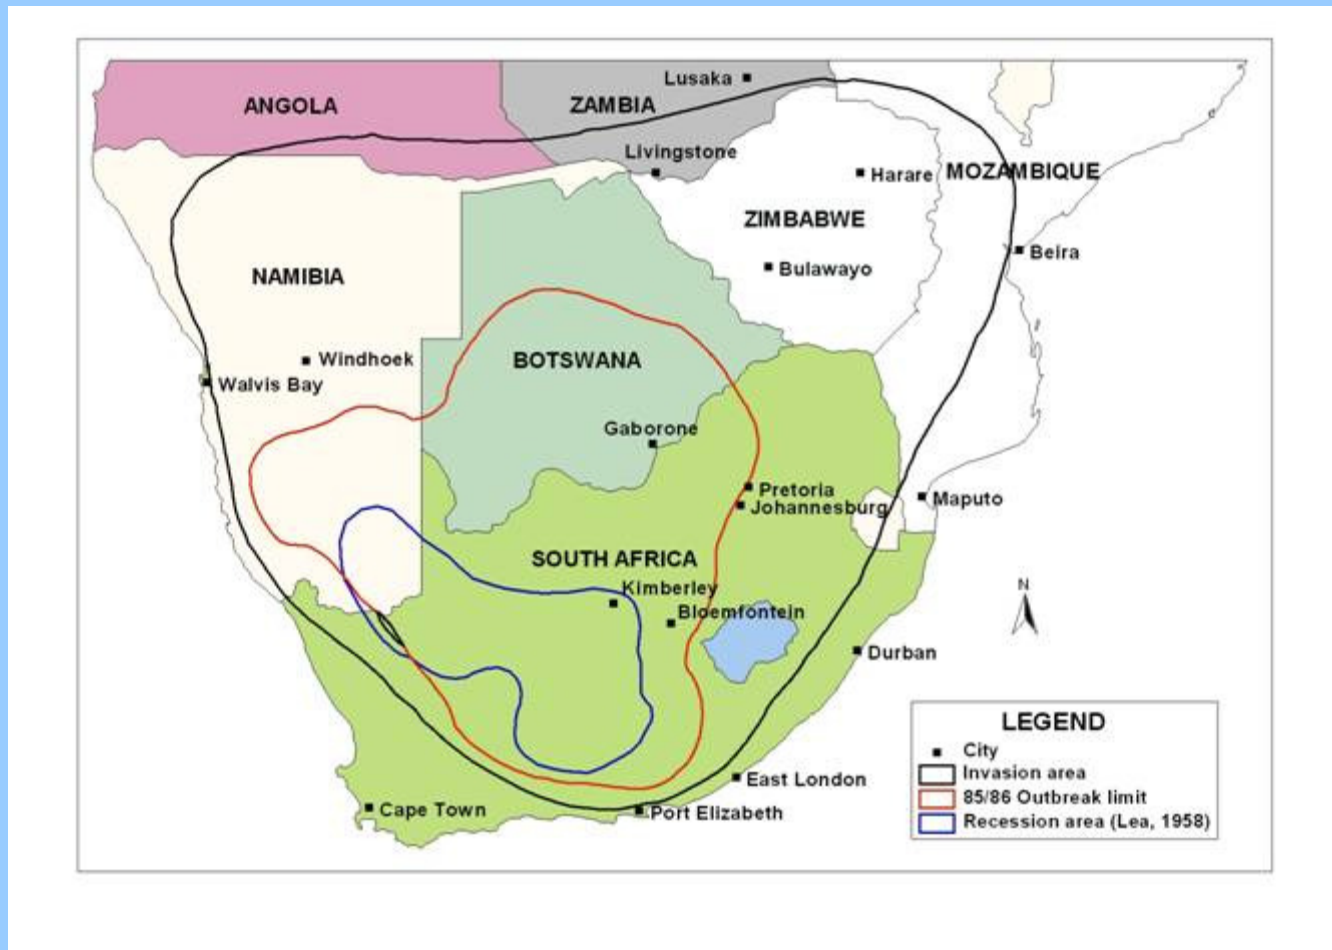 Lusaka
ANGOLA
ZAMBIA
Livingstone
Harare
MOZAMBIQUE
ZIMBABWE
Beira
NAMIBIA
Bulawayo
Windhoek
BOTSWANA
Walvis Bay
Gaborone
Pretoria
Maputo
Johannesburg
SOUTH AFRICA
Kimberley
N
Bloemfontein
Durban
LEGEND
City
Invasion area
85/86 Outbreak limit
Recession area (Lea, 1958)
East London
Cape Town
Port Elizabeth